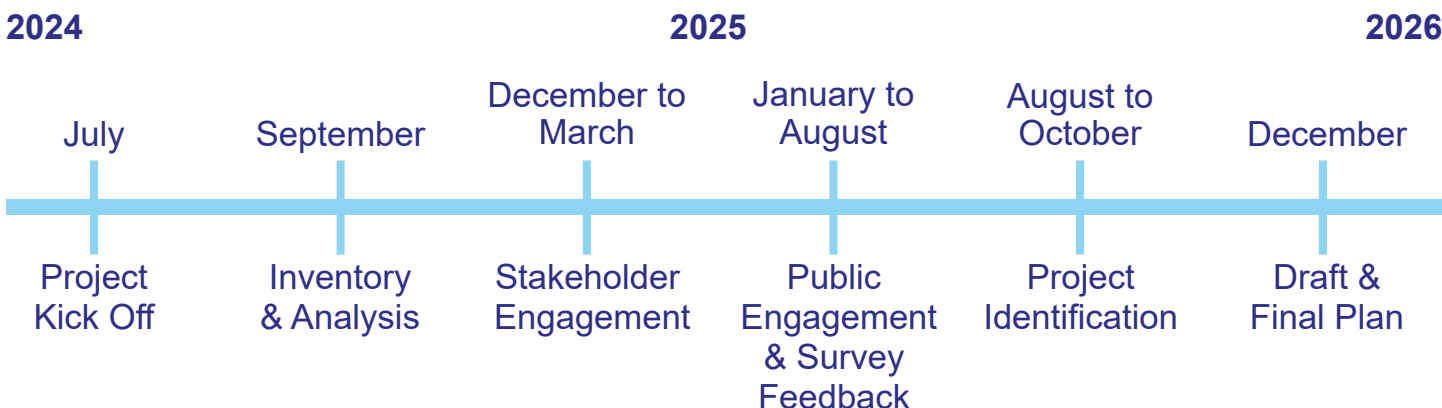 2024
2025
2026
July
September
December to
March
January to
August
August to
October
December
Project
Kick Off
Inventory
& Analysis
Stakeholder
Engagement
Public
Engagement
& Survey
Feedback
Project
Identification
Draft &
Final Plan